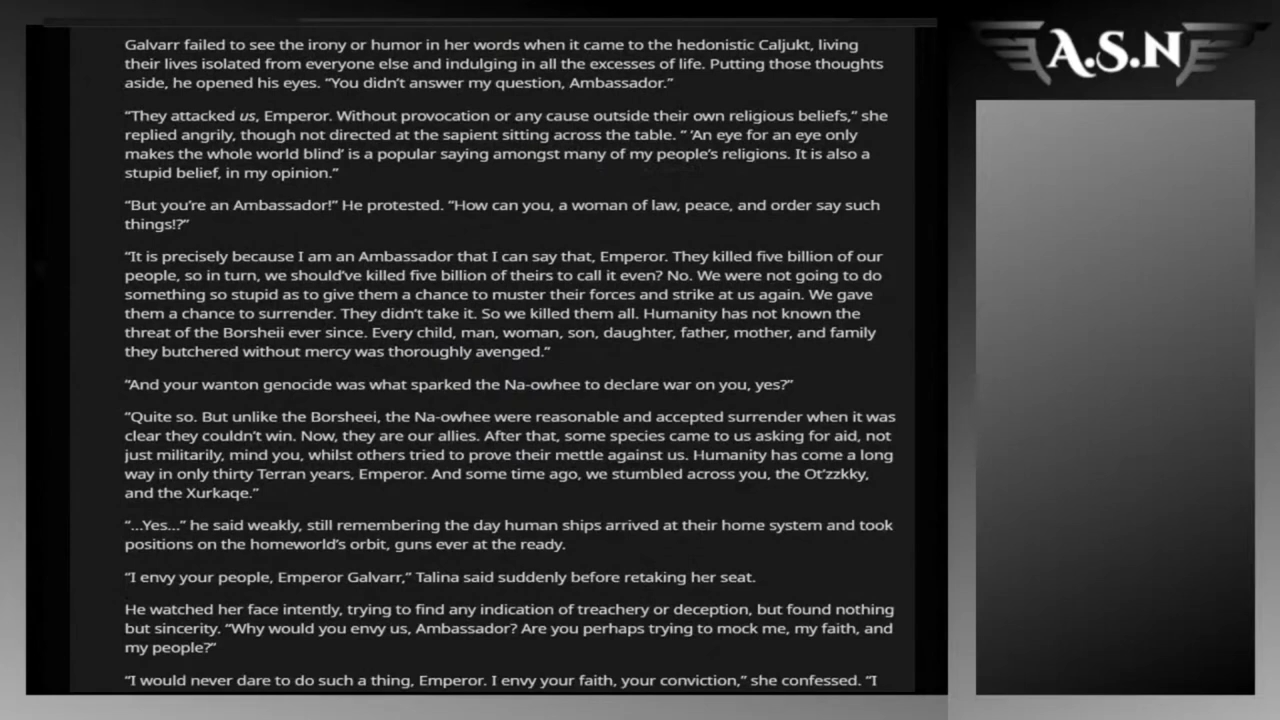 Galvarr failed to see the irony or humor in her words when it came to the hedonistic Caljukt, living
their lives isolated from everyone else and indulging in all the excesses of life. Putting those thoughts
aside, he opened his eyes. “You didn’t answer my question, Ambassador.”
“They attacked us, Emperor. Without provocation or any cause outside their own religious beliefs,” she
replied angrily, though not directed at the sapient sitting across the table. “ ‘An eye for an eye only
makes the whole world blind’ is a popular saying amongst many of my people’s religions. It is also a
stupid belief, in my opinion.”
“But you’re an Ambassador!” He protested. “How can you, a woman of law, peace, and order say such
things!?”
“It is precisely because I am an Ambassador that I can say that, Emperor. They killed five billion of our
people, so in turn, we should’ve killed five billion of theirs to call it even? No. We were not going to do
something so stupid as to give them a chance to muster their forces and strike at us again. We gave
them a chance to surrender. They didn’t take it. So we killed them all. Humanity has not known the
threat of the Borsheii ever since. Every child, man, woman, son, daughter, father, mother, and family
they butchered without mercy was thoroughly avenged.”
“And your wanton genocide was what sparked the Na-owhee to declare war on you, yes?”
“Quite so. But unlike the Borsheei, the Na-owhee were reasonable and accepted surrender when it was
clear they couldn’t win. Now, they are our allies. After that, some species came to us asking for aid, not
just militarily, mind you, whilst others tried to prove their mettle against us. Humanity has come a long
way in only thirty Terran years, Emperor. And some time ago, we stumbled across you, the Ot’zzkky,
and the Xurkaqe.”
“...Yes...” he said weakly, still remembering the day human ships arrived at their home system and took
positions on the homeworld’s orbit, guns ever at the ready.
“I envy your people, Emperor Galvarr,” Talina said suddenly before retaking her seat.
He watched her face intently, trying to find any indication of treachery or deception, but found nothing
but sincerity. “Why would you envy us, Ambassador? Are you perhaps trying to mock me, my faith, and
my people?”
“I would never dare to do such a thing, Emperor. I envy your faith, your conviction,” she confessed. “I
A.S.N